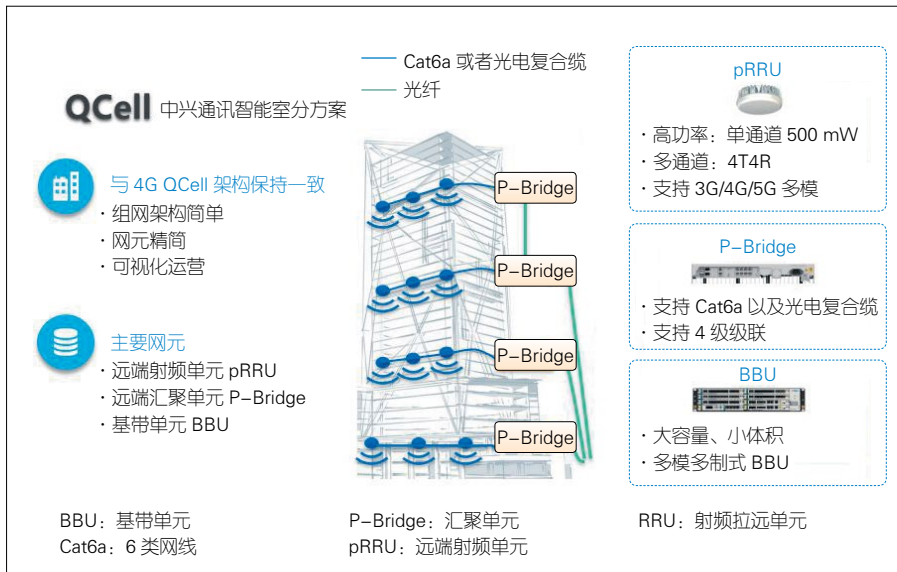 QCell 中兴通讯智能室分方案
Cat6a 或者光电复合缆
光纤
与 4G QCell 架构保持一致
· 组网架构简单
· 网元精简
· 可视化运营
主要网元
· 远端射频单元 pRRU
· 远端汇聚单元 P-Bridge
· 基带单元 BBU
P-Bridge
P-Bridge
P-Bridge
P-Bridge
pRRU
· 高功率：单通道 500 mW
· 多通道：4T4R
· 支持 3G/4G/5G 多模
P-Bridge
· 支持 Cat6a 以及光电复合缆
· 支持 4 级级联
BBU
· 大容量、小体积
· 多模多制式 BBU
BBU：基带单元
Cat6a：6 类网线
P-Bridge：汇聚单元
pRRU：远端射频单元
RRU：射频拉远单元